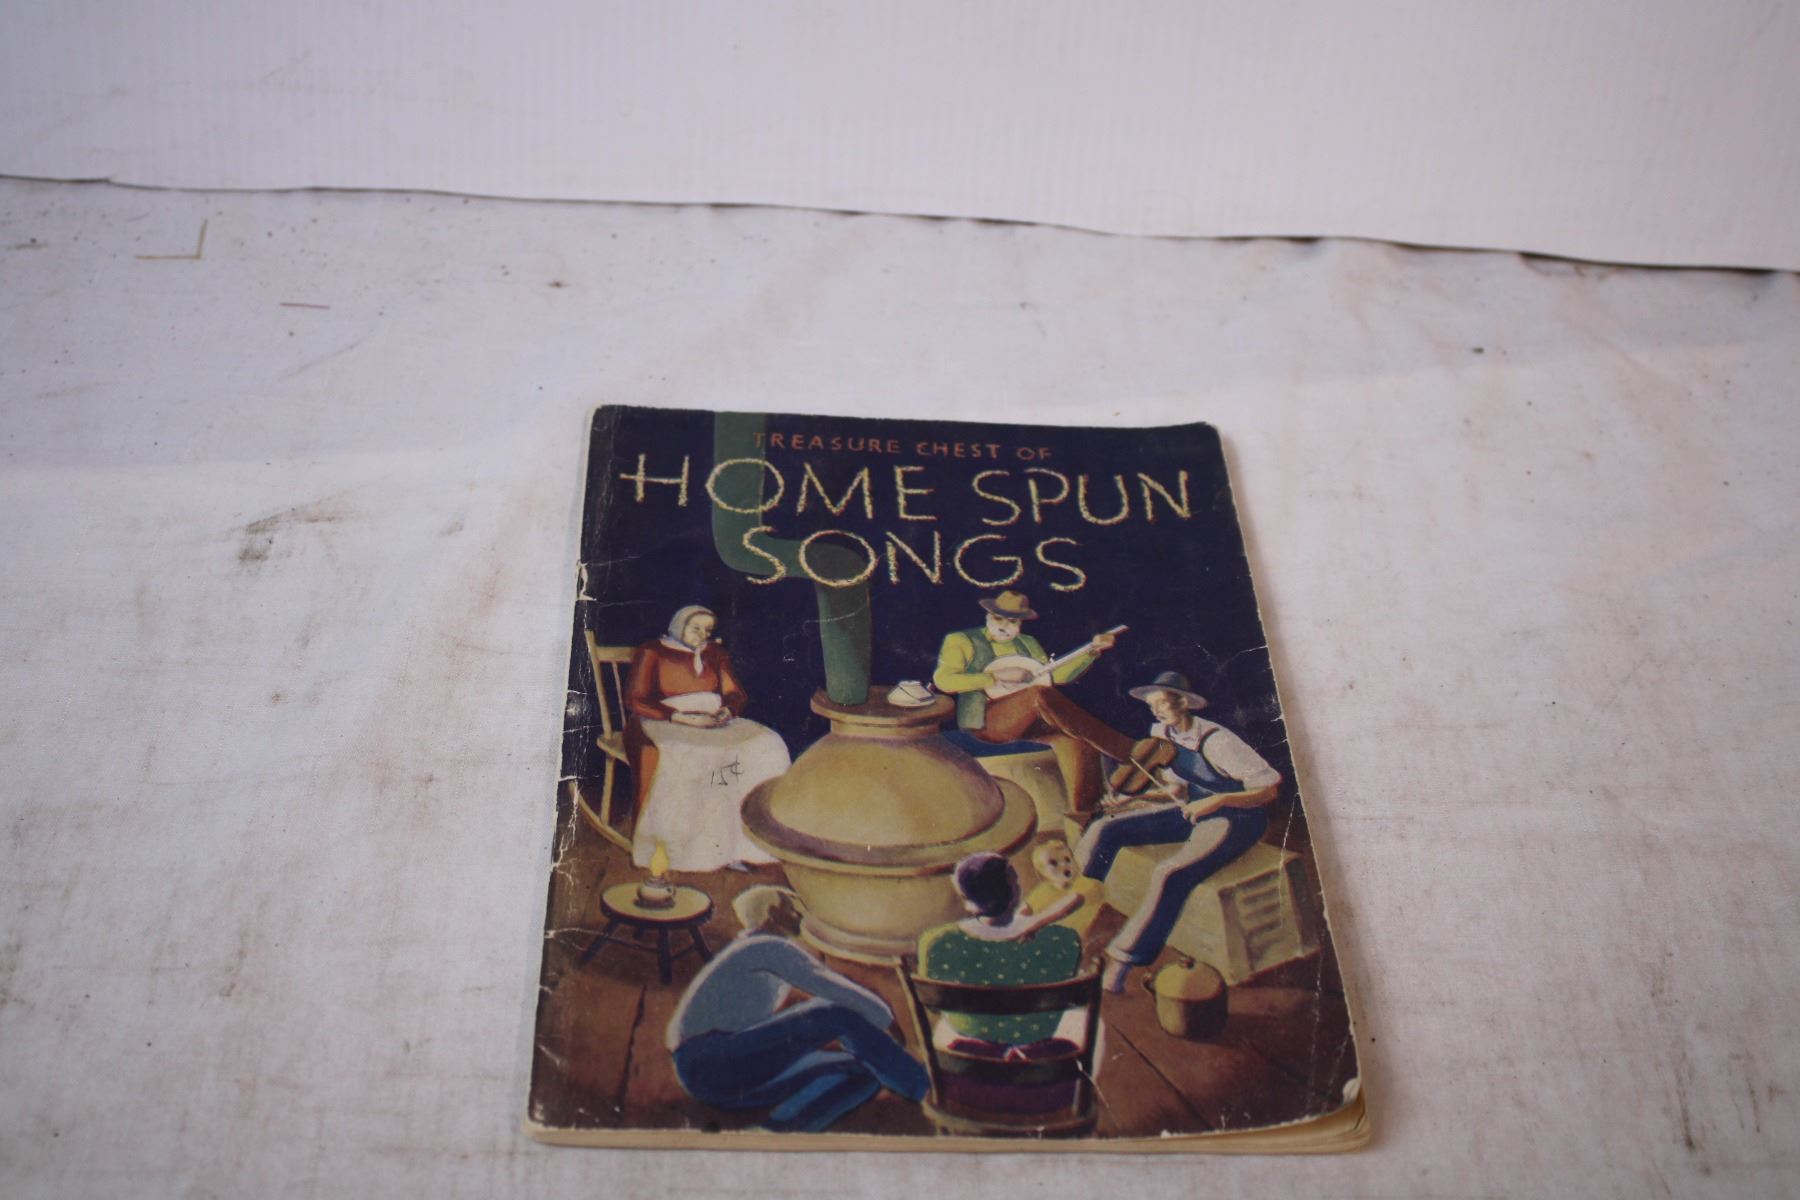 TREASURE CHEST OF
HOME SPUN
SONGS
15¢